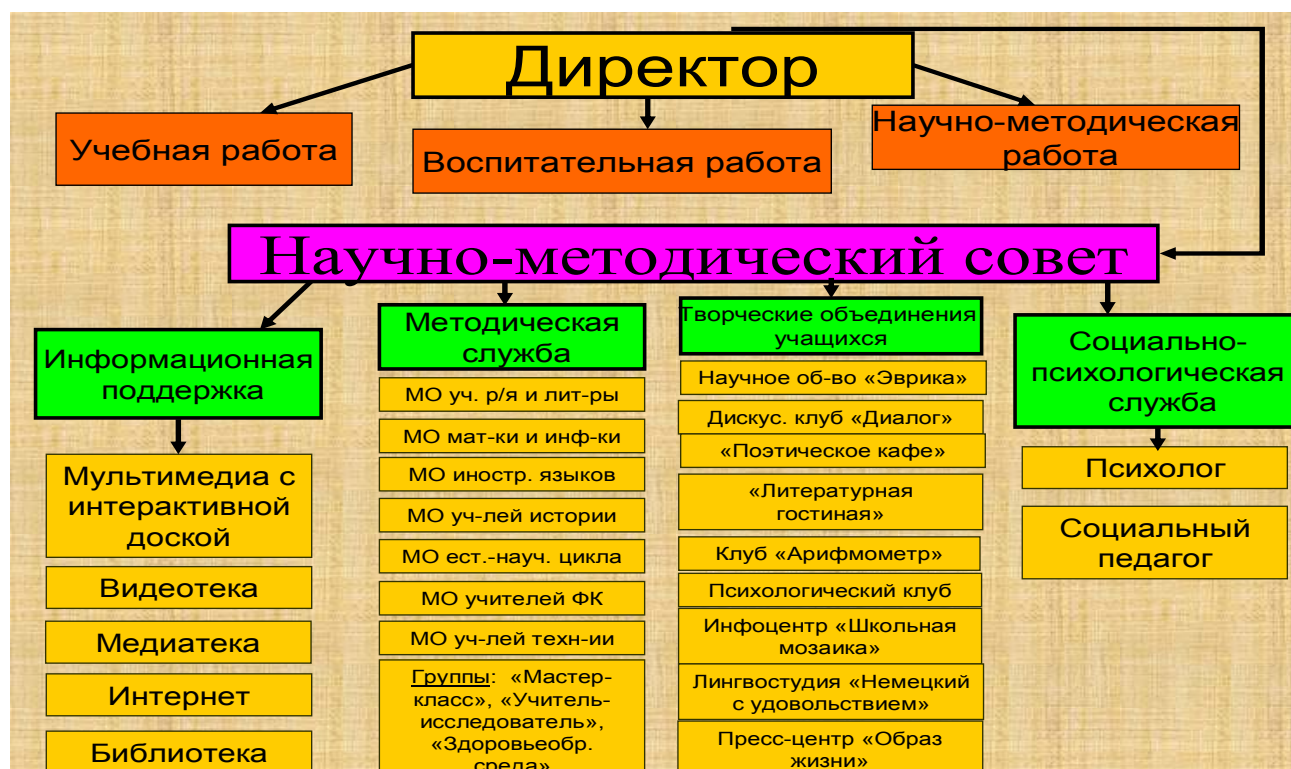 Директор
Учебная работа
Воспитательная работа
Научно-методическая
работа
Научно-методический совет
Информационная
поддержка
Мультимедиа с
интерактивной
доской
Видеотека
Медиатека
Интернет
Библиотека
Методическая
служба
МО уч. р/я и лит-ры
МО мат-ки и инф-ки
МО иностр. языков
МО уч-лей истории
МО ест.-науч. цикла
МО учителей ФК
МО уч-лей техн-ии
Группы: «Мастер-
класс», «Учитель-
исследователь»,
«Здоровьеобр.
среда»
Творческие объединения
учащихся
Научное об-во «Эврика»
Дискус. клуб «Диалог»
«Поэтическое кафе»
«Литературная
гостиная»
Клуб «Арифмометр»
Психологический клуб
Инфоцентр «Школьная
мозаика»
Лингвостудия «Немецкий
с удовольствием»
Пресс-центр «Образ
жизни»
Социально-
психологическая
служба
Психолог
Социальный
педагог